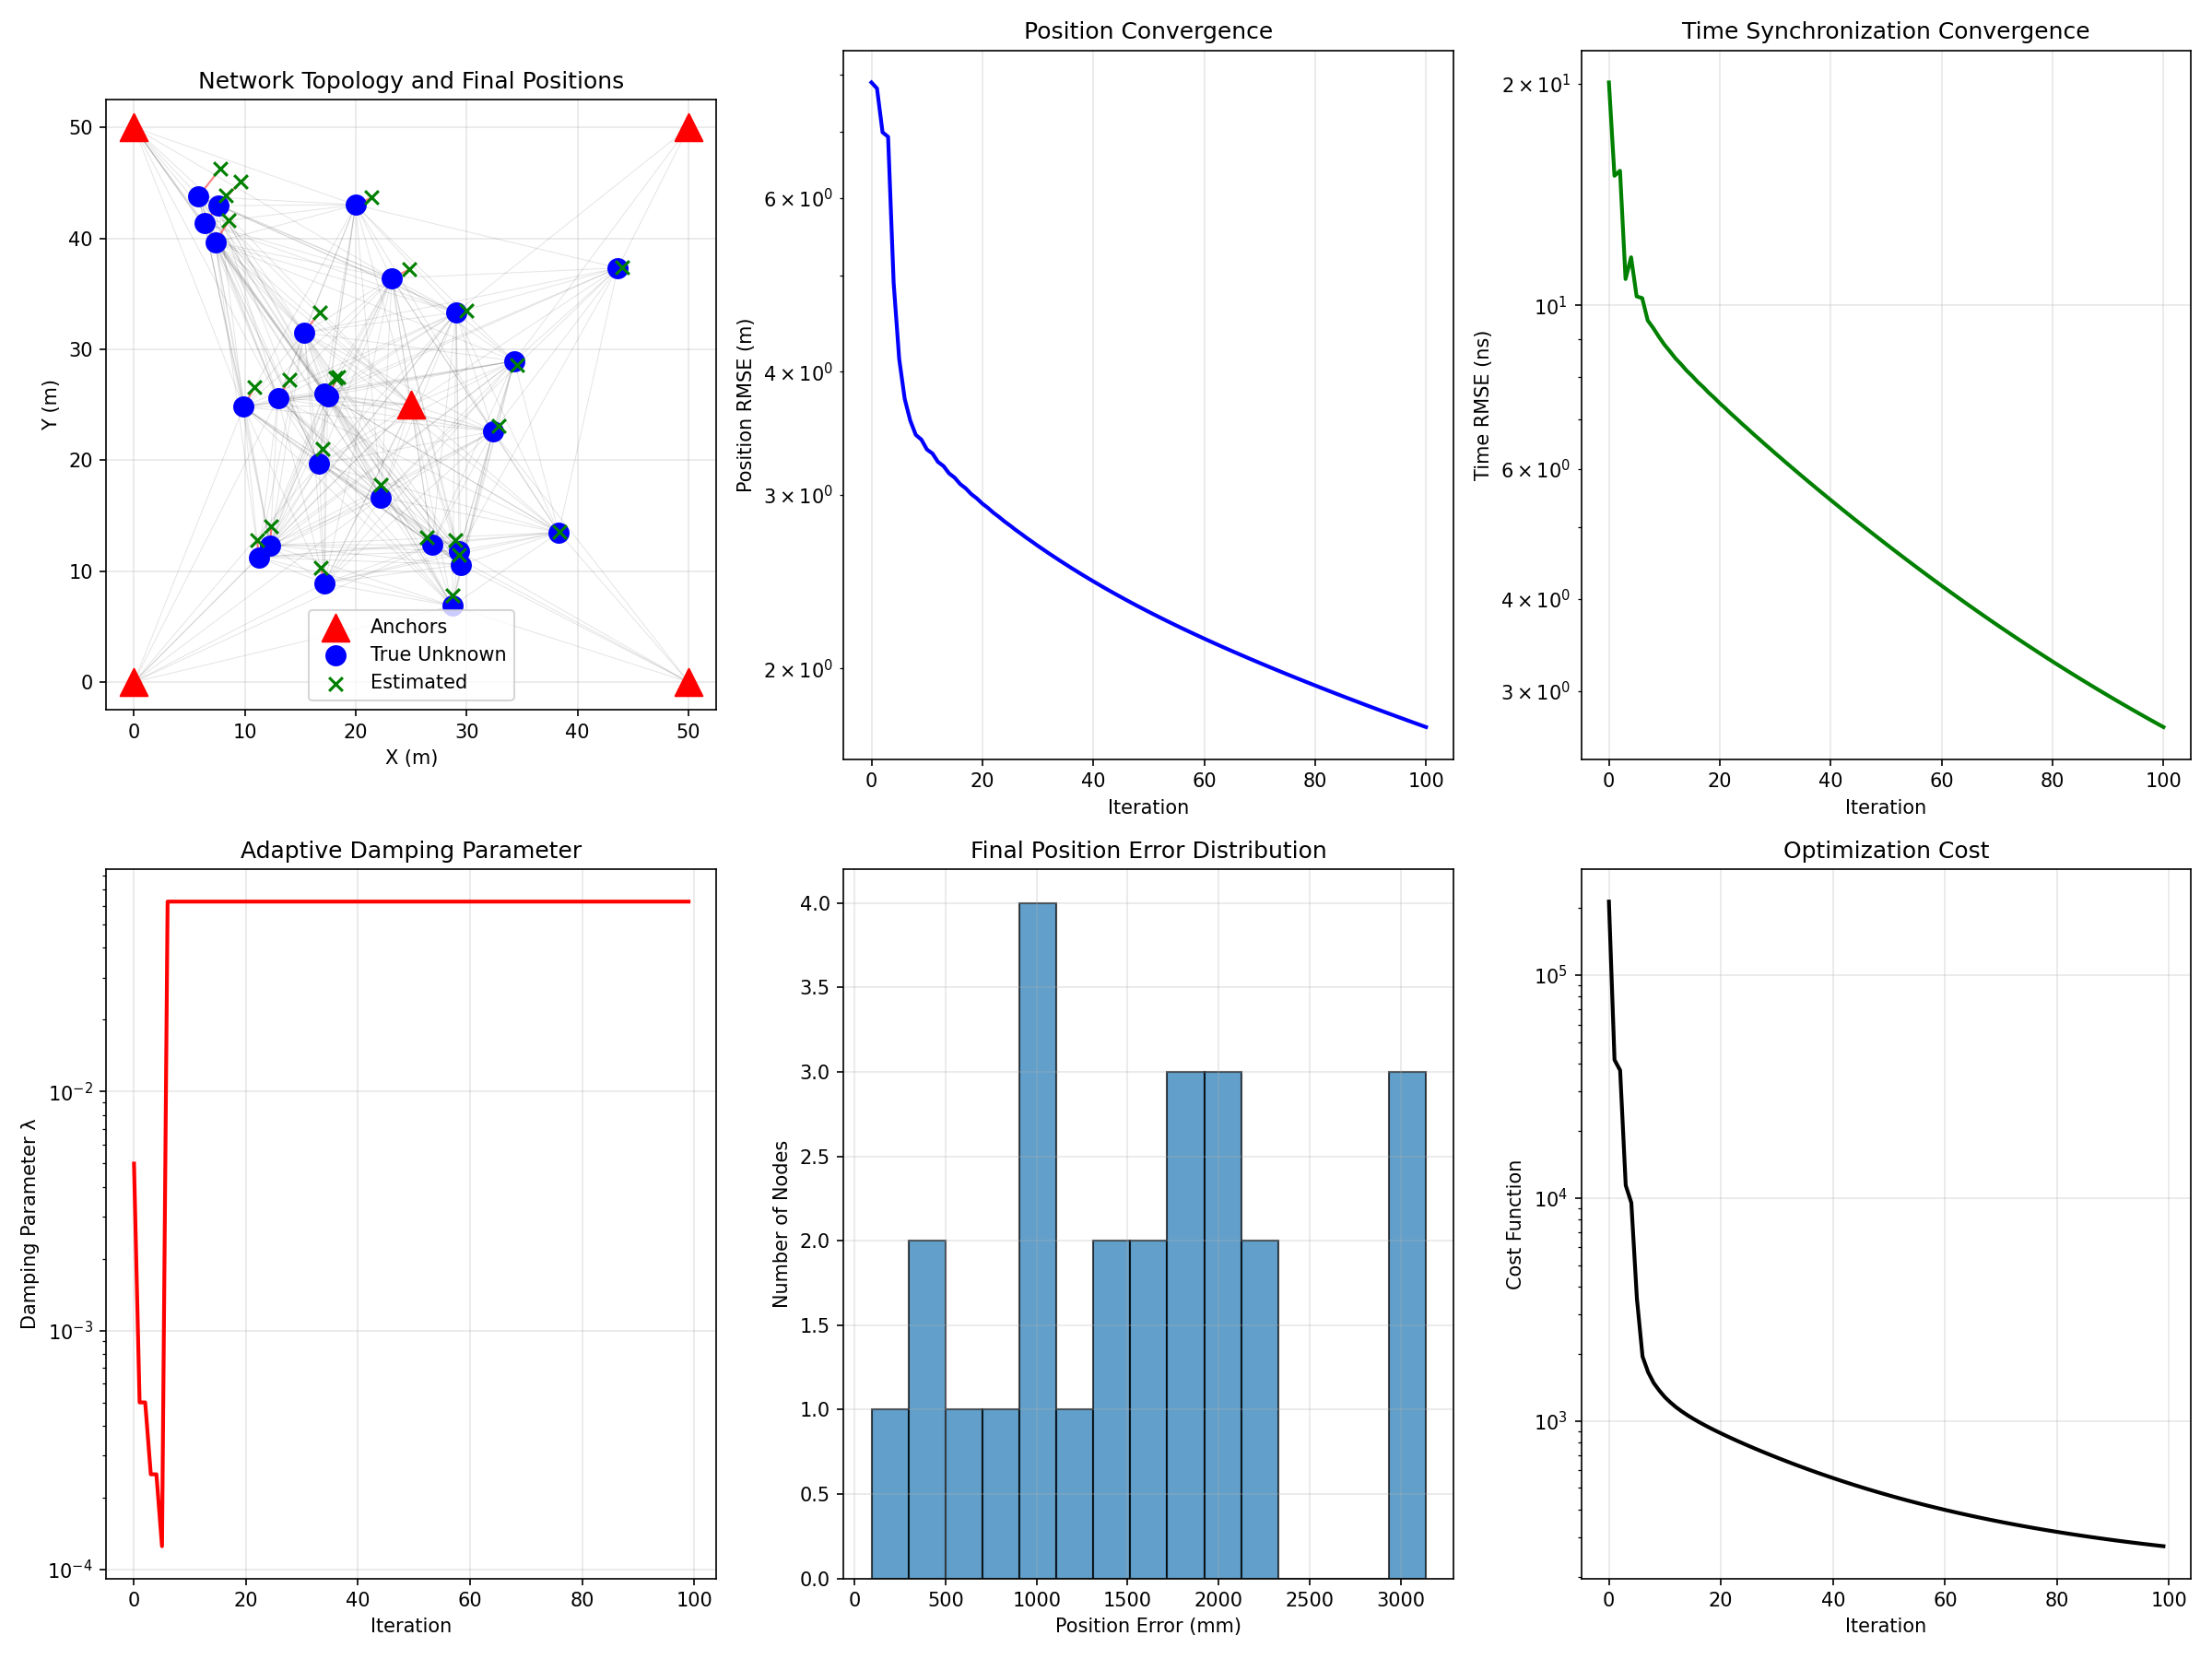 Network Topology and Final Positions
50
40
30
20
10
0
Y (m)
0 10 20 30 40 50
X (m)
Anchors
True Unknown
Estimated
Position Convergence
6 × 10⁰
4 × 10⁰
3 × 10⁰
2 × 10⁰
Position RMSE (m)
0 20 40 60 80 100
Iteration
Time Synchronization Convergence
2 × 10¹
10¹
6 × 10⁰
4 × 10⁰
3 × 10⁰
Time RMSE (ns)
0 20 40 60 80 100
Iteration
Adaptive Damping Parameter
10⁻²
10⁻³
10⁻⁴
Damping Parameter λ
0 20 40 60 80 100
Iteration
Final Position Error Distribution
4.0
3.5
3.0
2.5
2.0
1.5
1.0
0.5
0.0
Number of Nodes
0 500 1000 1500 2000 2500 3000
Position Error (mm)
Optimization Cost
10⁵
10⁴
10³
Cost Function
0 20 40 60 80 100
Iteration